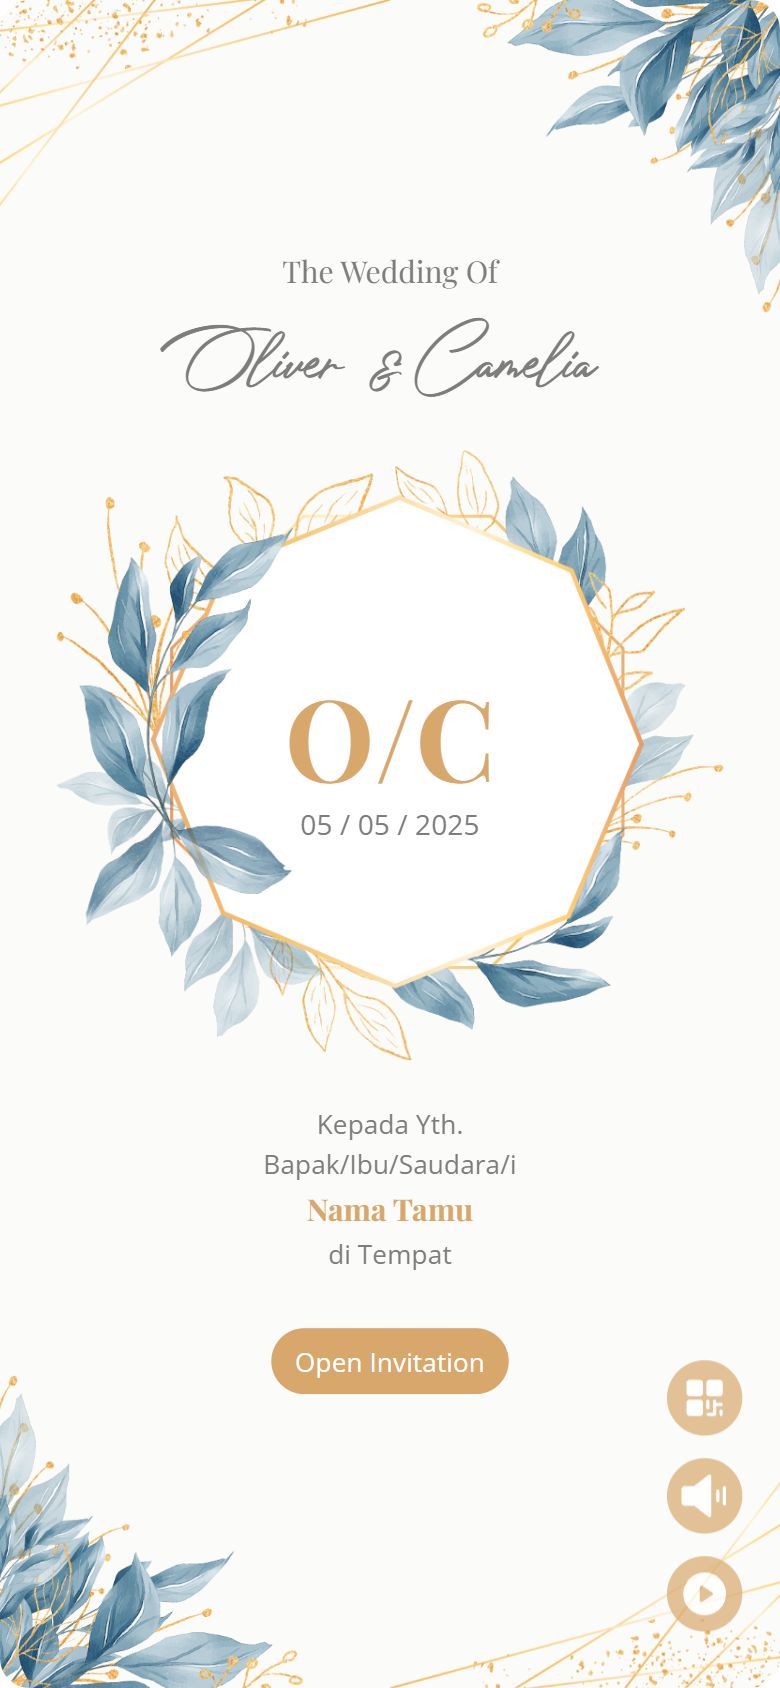 The Wedding Of
Oliver & Camelia
O/C
05 / 05 / 2025
Kepada Yth.
Bapak/Ibu/Saudara/i
Nama Tamu
di Tempat
Open Invitation